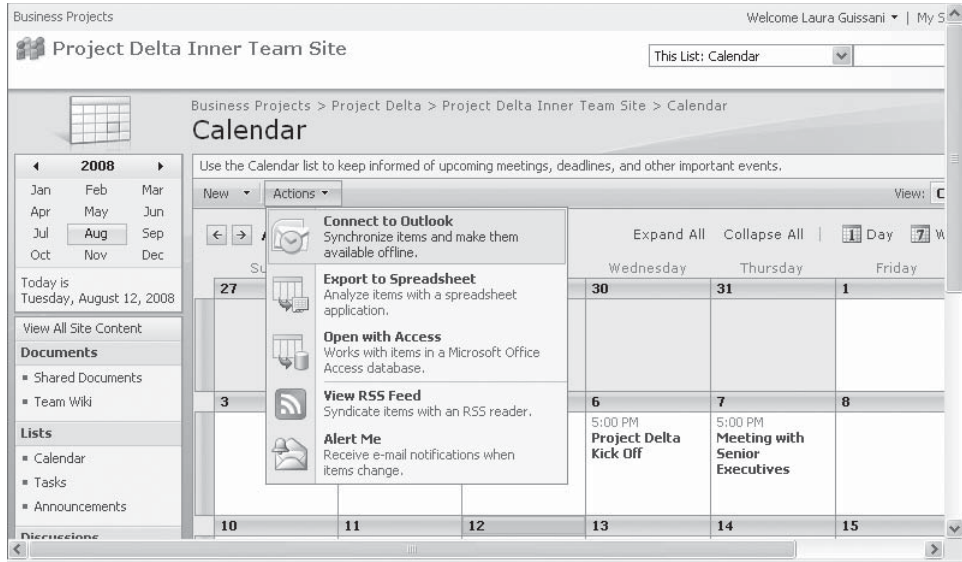 Business Projects
Welcome Laura Guissani | My S
Project Delta Inner Team Site
This List: Calendar
Business Projects > Project Delta > Project Delta Inner Team Site > Calendar
Calendar
2008
Jan Feb Mar
Apr May Jun
Jul Aug Sep
Oct Nov Dec
Today is
Tuesday, August 12, 2008
View All Site Content
Documents
Shared Documents
Team Wiki
Lists
Calendar
Tasks
Announcements
Discussions
Use the Calendar list to keep informed of upcoming meetings, deadlines, and other important events.
New Actions View: C
Connect to Outlook
Synchronize items and make them
available offline.
Export to Spreadsheet
Analyze items with a spreadsheet
application.
Open with Access
Works with items in a Microsoft Office
Access database.
View RSS Feed
Syndicate items with an RSS reader.
Alert Me
Receive e-mail notifications when
items change.
Expand All Collapse All | 1 Day 7 W
Su Wednesday Thursday Friday
27 30 31 1
3 6 7 8
5:00 PM
Project Delta
Kick Off
5:00 PM
Meeting with
Senior
Executives
10 11 12 13 14 15